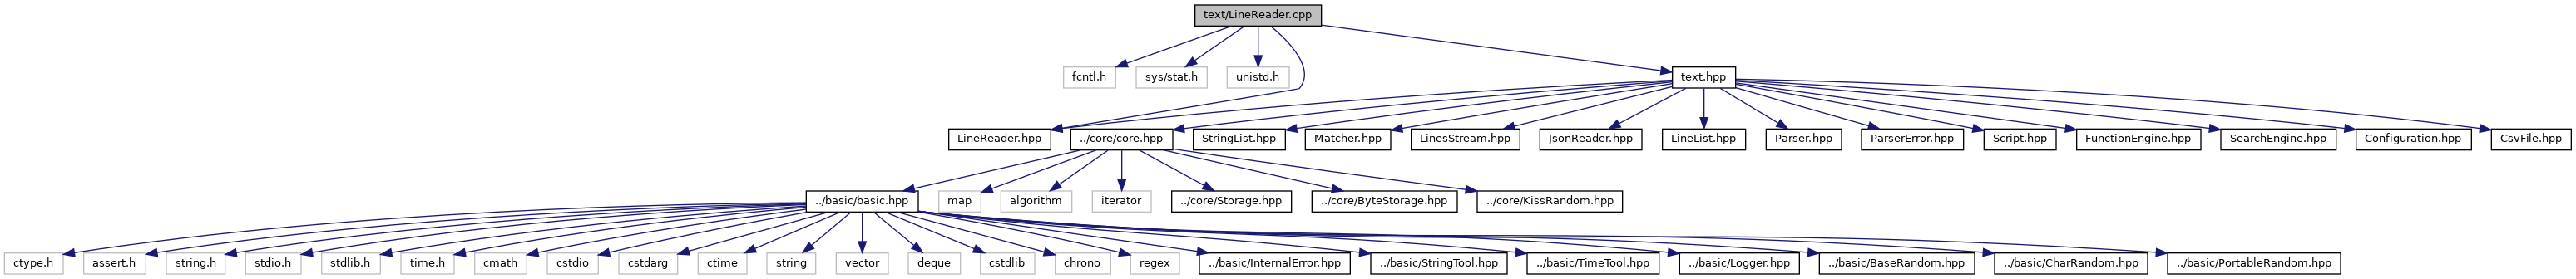 text/LineReader.cpp
fcntl.h
sys/stat.h
unistd.h
text.hpp
LineReader.hpp
../core/core.hpp
StringList.hpp
Matcher.hpp
LinesStream.hpp
JsonReader.hpp
LineList.hpp
Parser.hpp
ParserError.hpp
Script.hpp
FunctionEngine.hpp
SearchEngine.hpp
Configuration.hpp
CsvFile.hpp
../basic/basic.hpp
map
algorithm
iterator
../core/Storage.hpp
../core/ByteStorage.hpp
../core/KissRandom.hpp
ctype.h
assert.h
string.h
stdio.h
stdlib.h
time.h
cmath
cstdio
cstdarg
ctime
string
vector
deque
cstdlib
chrono
regex
../basic/InternalError.hpp
../basic/StringTool.hpp
../basic/TimeTool.hpp
../basic/Logger.hpp
../basic/BaseRandom.hpp
../basic/CharRandom.hpp
../basic/PortableRandom.hpp